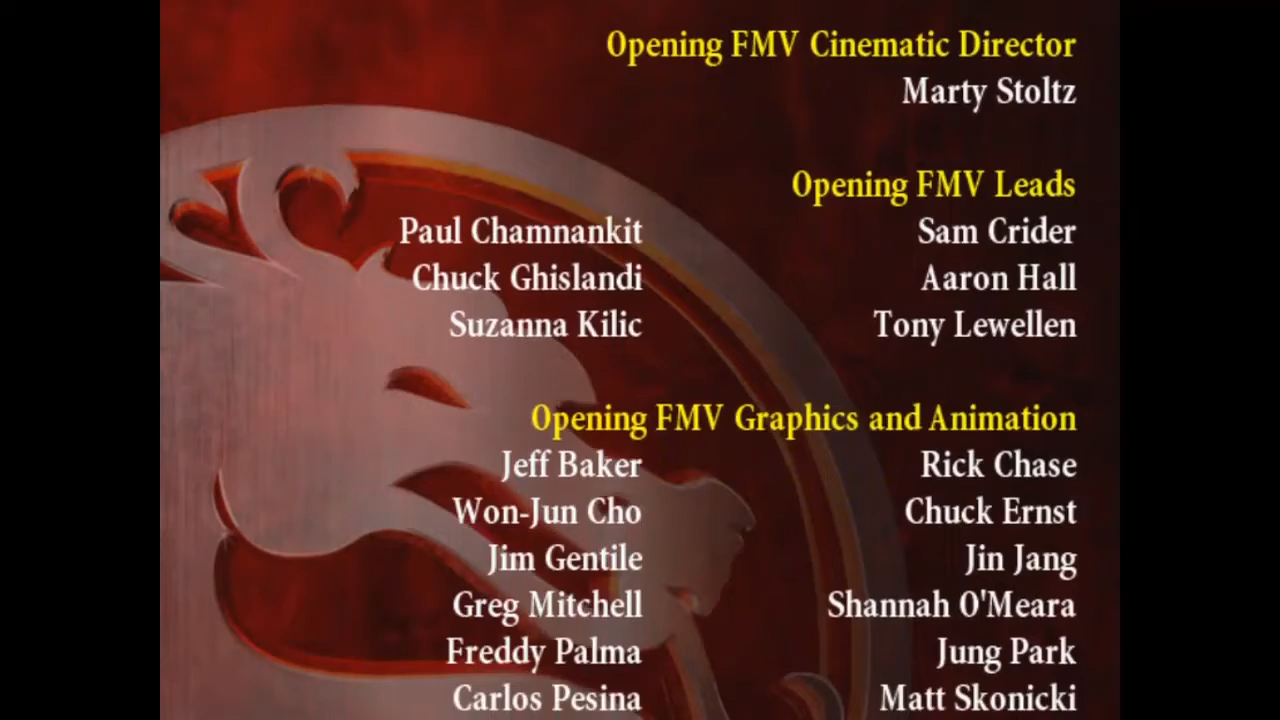 Opening FMV Cinematic Director
Marty Stoltz
Opening FMV Leads
Paul Chamnankit Sam Crider
Chuck Ghislandi Aaron Hall
Suzanna Kilic Tony Lewellen
Opening FMV Graphics and Animation
Jeff Baker Rick Chase
Won-Jun Cho Chuck Ernst
Jim Gentile Jin Jang
Greg Mitchell Shannah O'Meara
Freddy Palma Jung Park
Carlos Pesina Matt Skonicki